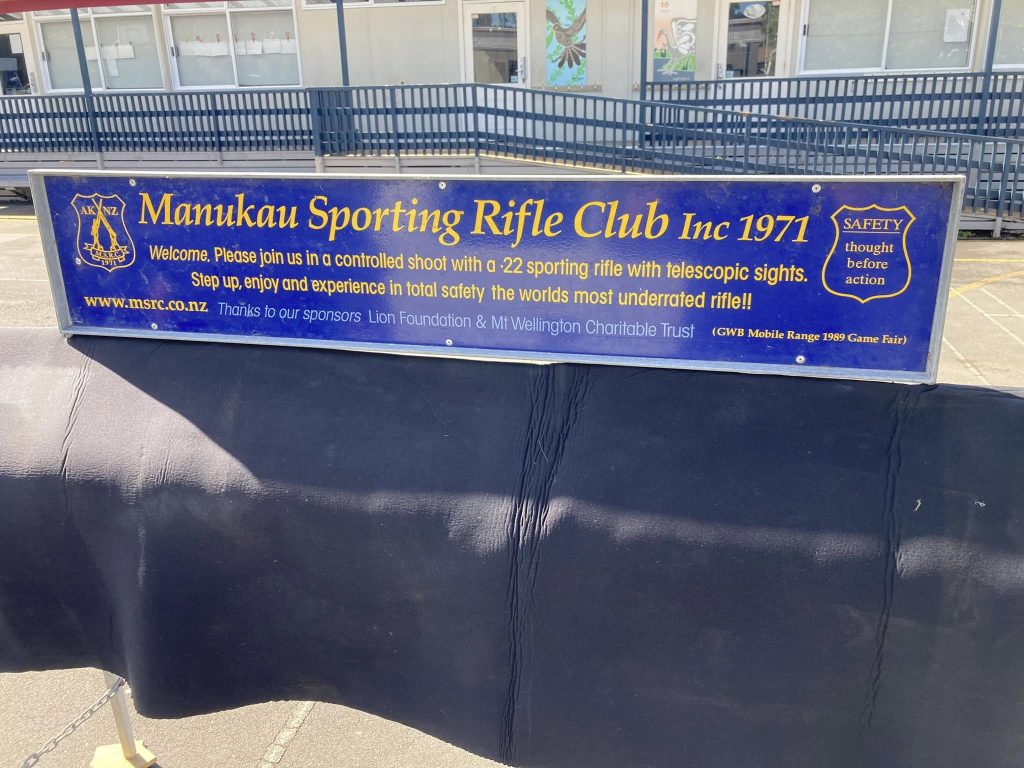 AK NZ
M.S.R.C.
1971
Manukau Sporting Rifle Club Inc 1971
Welcome. Please join us in a controlled shoot with a .22 sporting rifle with telescopic sights.
Step up, enjoy and experience in total safety the worlds most underrated rifle!!
www.msrc.co.nz Thanks to our sponsors Lion Foundation & Mt Wellington Charitable Trust (GWB Mobile Range 1989 Game Fair)
SAFETY
thought
before
action